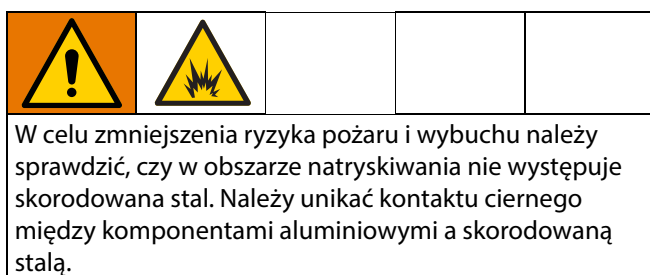 W celu zmniejszenia ryzyka pożaru i wybuchu należy
sprawdzić, czy w obszarze natryskiwania nie występuje
skorodowana stal. Należy unikać kontaktu ciernego
między komponentami aluminiowymi a skorodowaną
stalą.